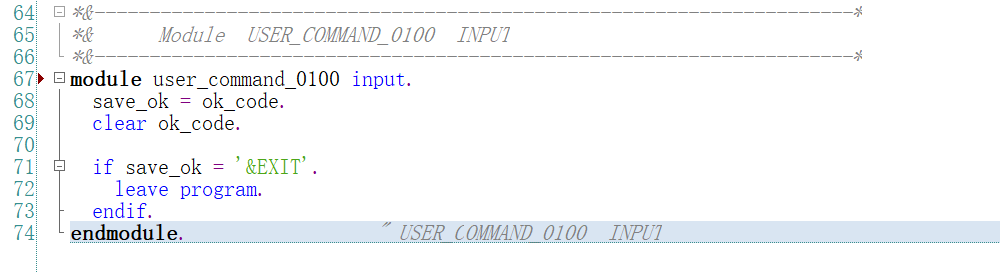 64 *&---------------------------------------------------------------------*
65 *&      Module  USER_COMMAND_0100  INPUT
66 *&---------------------------------------------------------------------*
67 module user_command_0100 input.
68   save_ok = ok_code.
69   clear ok_code.
70
71   if save_ok = '&EXIT'.
72     leave program.
73   endif.
74 endmodule.                 " USER_COMMAND_0100  INPUT